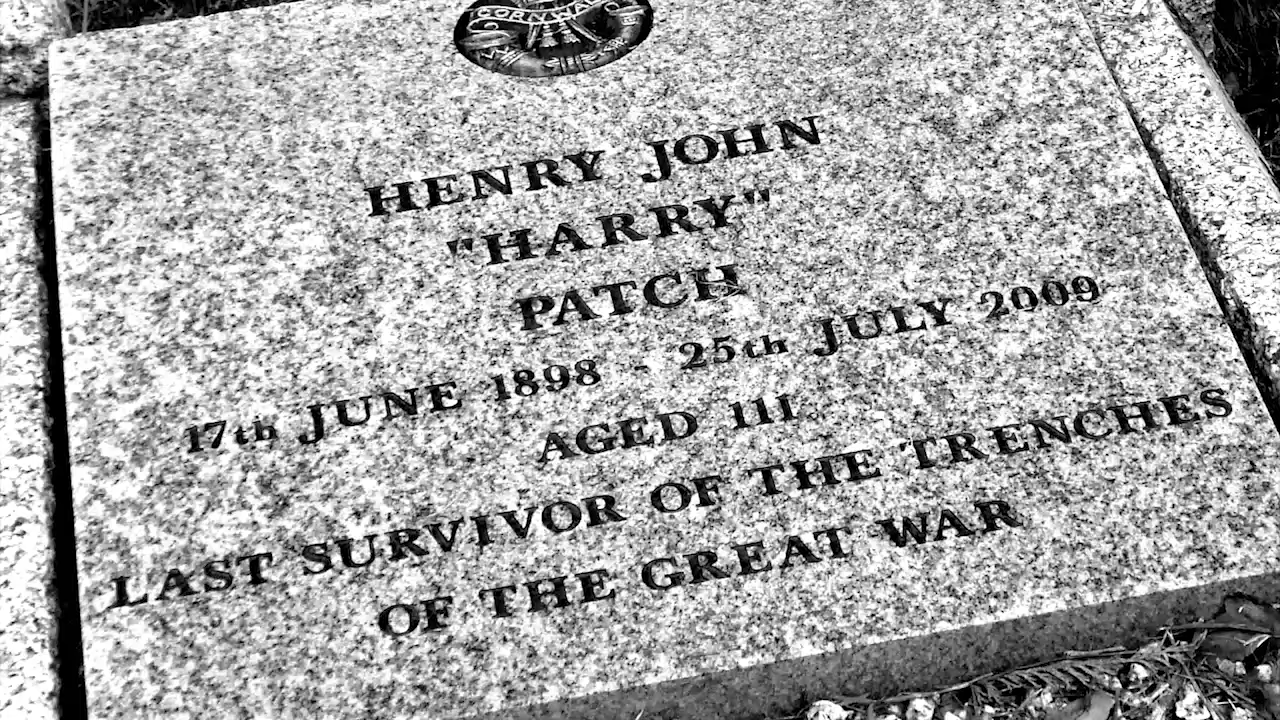 CORNWAL
HENRY JOHN
"HARRY"
PATCH
17th JUNE 1898 - 25th JULY 2009
AGED 111
LAST SURVIVOR OF THE TRENCHES
OF THE GREAT WAR